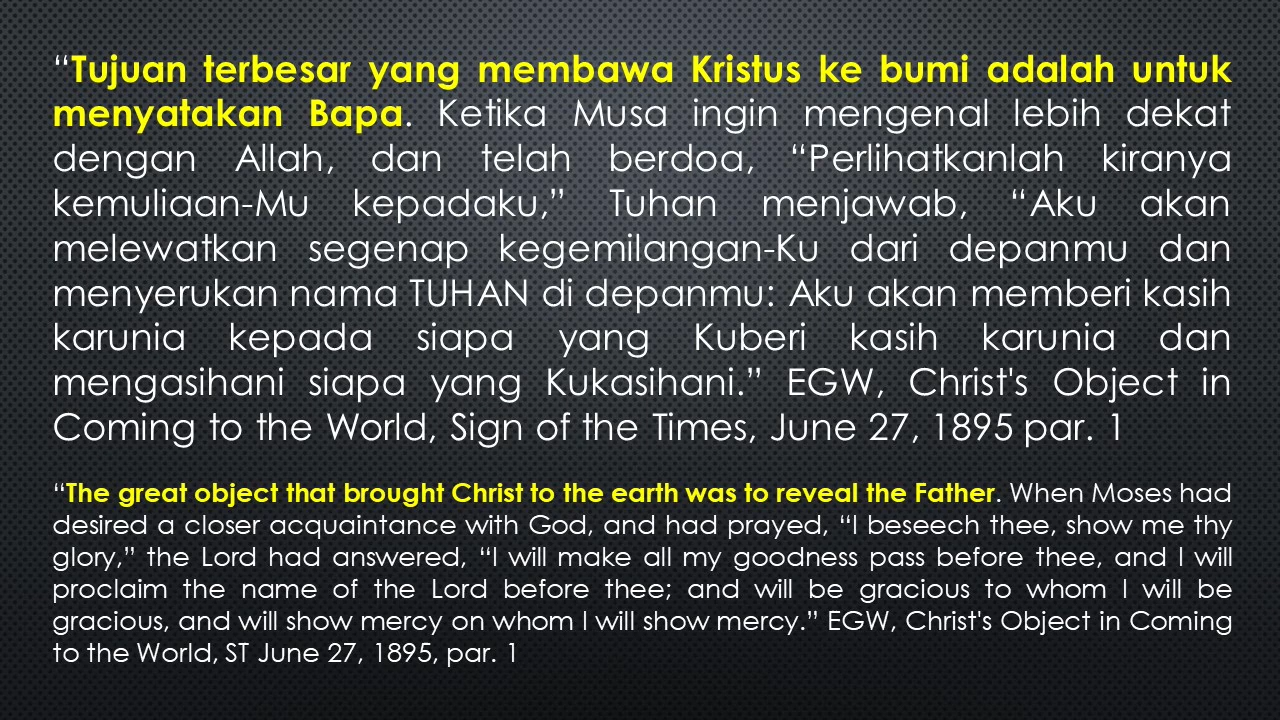 “Tujuan terbesar yang membawa Kristus ke bumi adalah untuk
menyatakan Bapa. Ketika Musa ingin mengenal lebih dekat
dengan Allah, dan telah berdoa, “Perlihatkanlah kiranya
kemuliaan-Mu kepadaku,” Tuhan menjawab, “Aku akan
melewatkan segenap kegemilangan-Ku dari depanmu dan
menyerukan nama TUHAN di depanmu: Aku akan memberi kasih
karunia kepada siapa yang Kuberi kasih karunia dan
mengasihani siapa yang Kukasihani.” EGW, Christ's Object in
Coming to the World, Sign of the Times, June 27, 1895 par. 1
“The great object that brought Christ to the earth was to reveal the Father. When Moses had
desired a closer acquaintance with God, and had prayed, “I beseech thee, show me thy
glory,” the Lord had answered, “I will make all my goodness pass before thee, and I will
proclaim the name of the Lord before thee; and will be gracious to whom I will be
gracious, and will show mercy on whom I will show mercy.” EGW, Christ's Object in Coming
to the World, ST June 27, 1895, par. 1